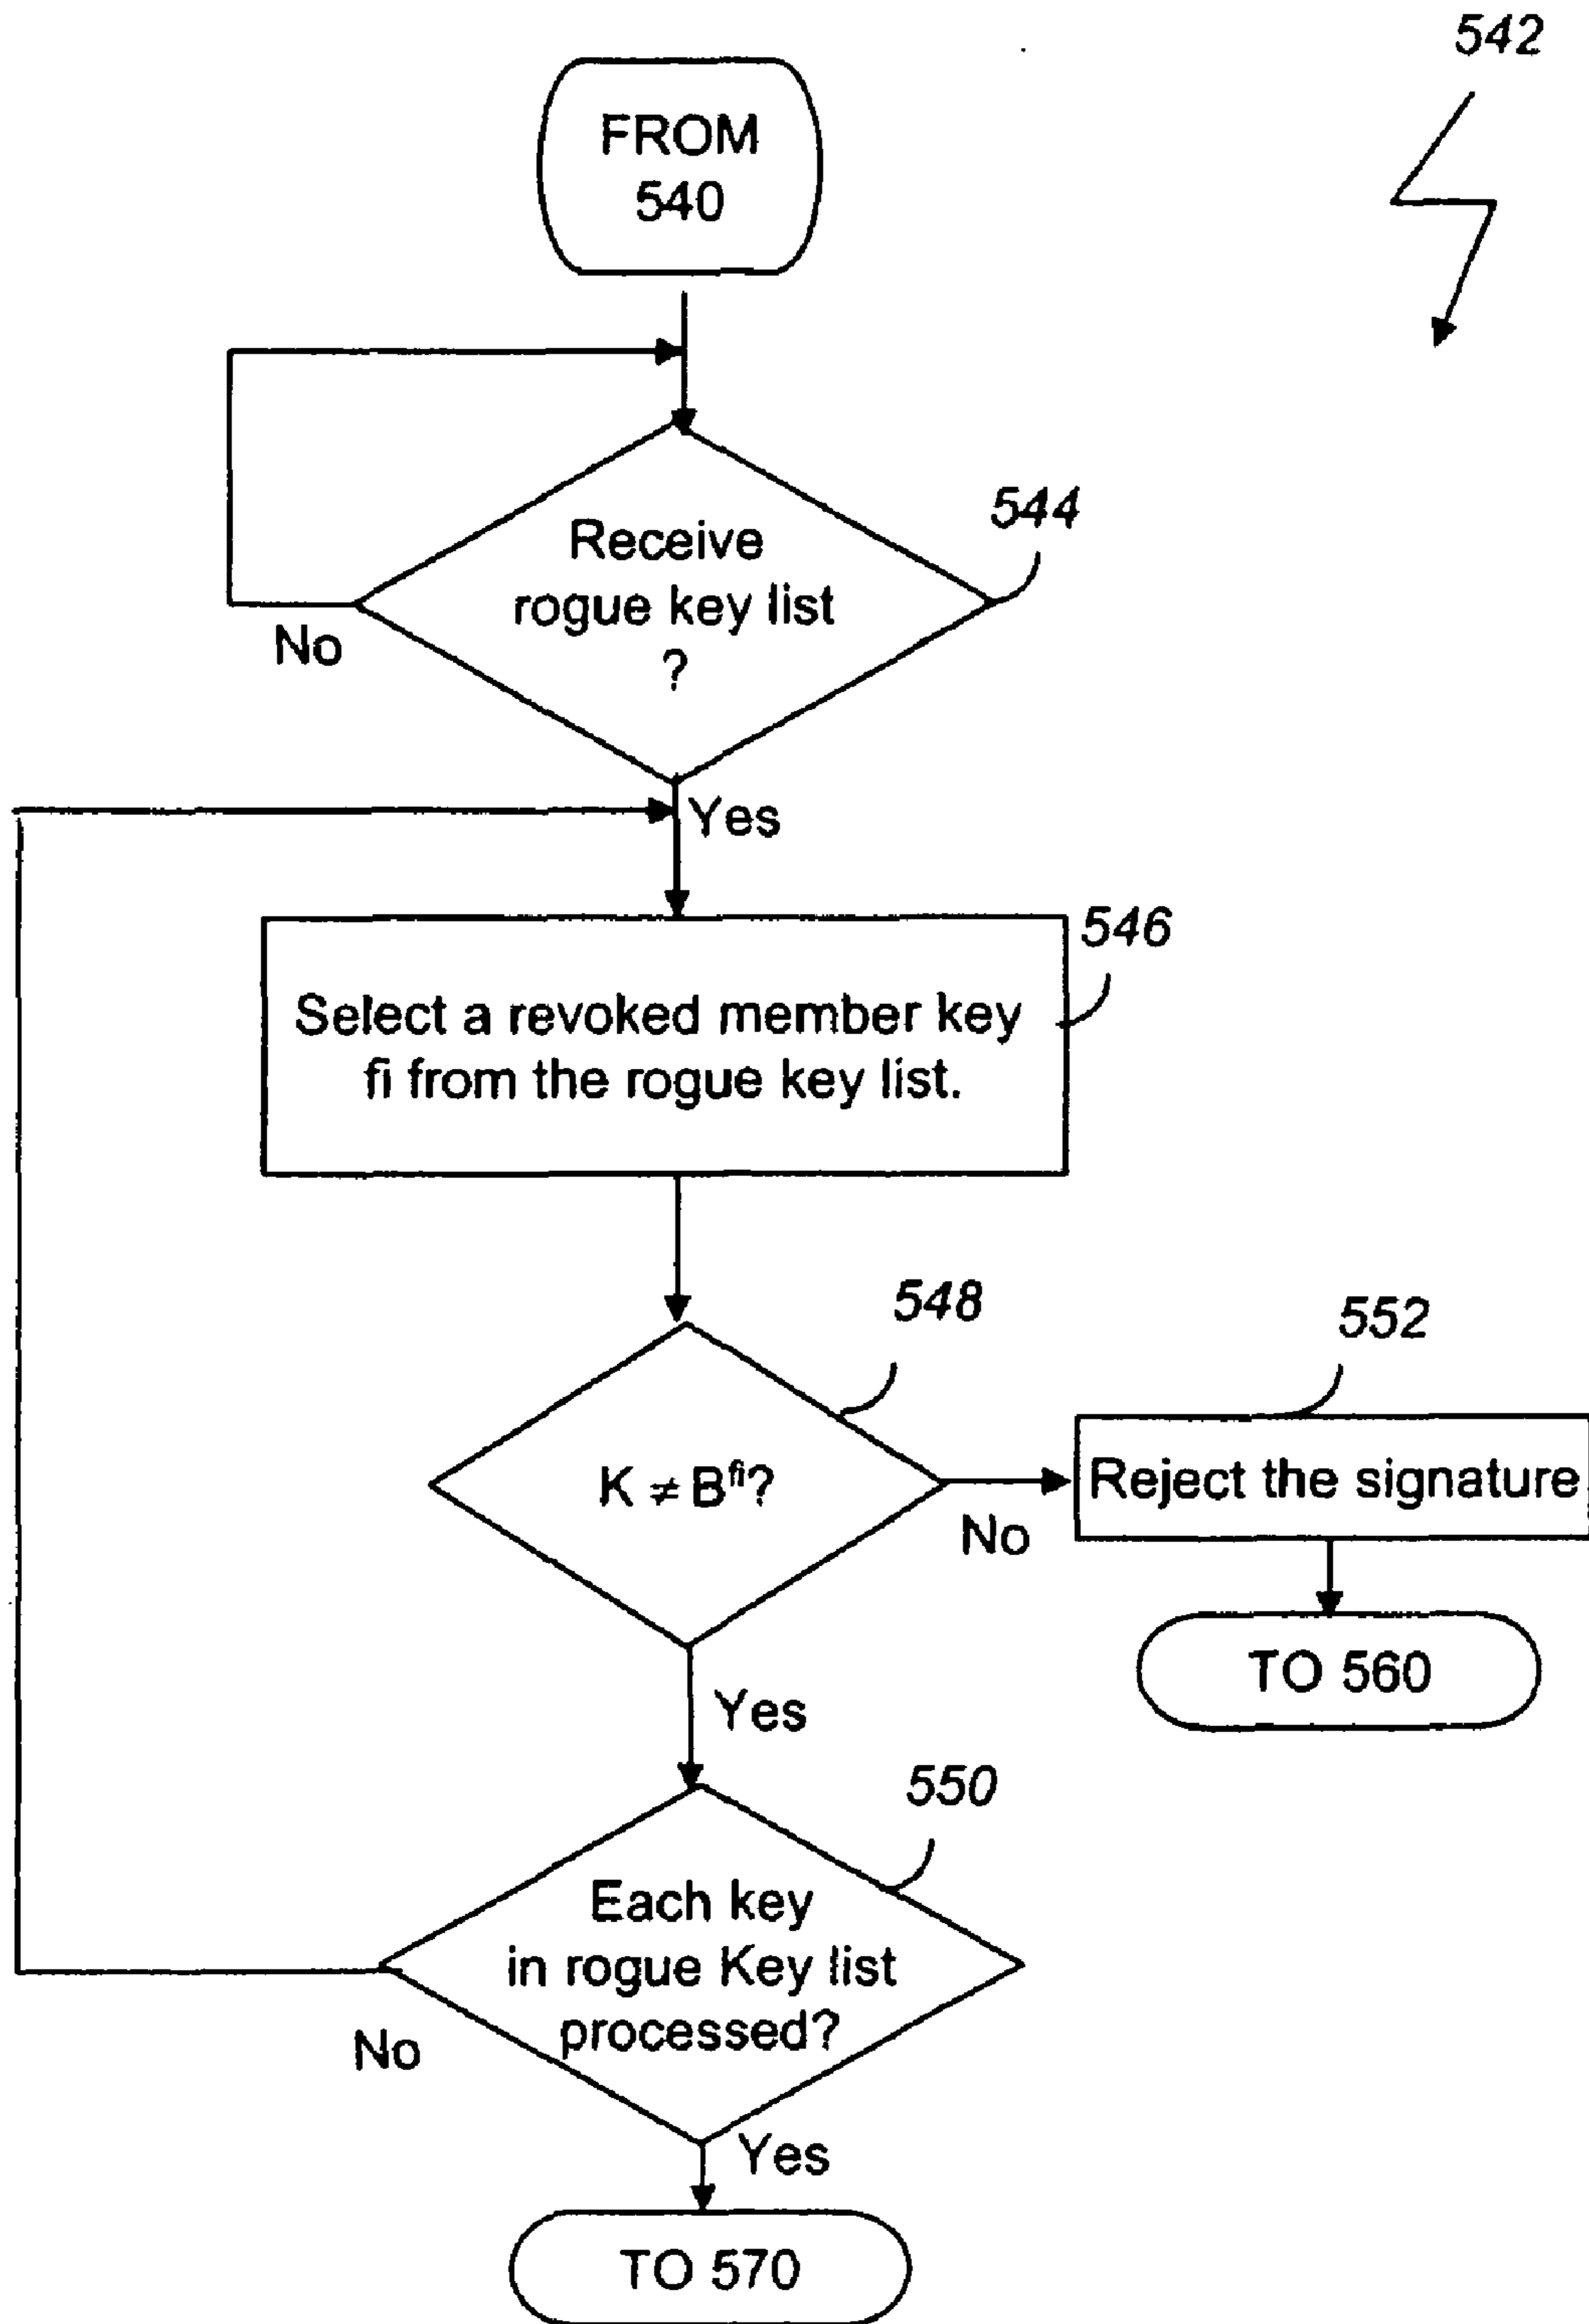 542
FROM
540
544
Receive
rogue key list
?
No
Yes
546
Select a revoked member key
fi from the rogue key list.
548
552
K ≠ B^fi?
No
Reject the signature
TO 560
Yes
550
Each key
in rogue Key list
processed?
No
Yes
TO 570